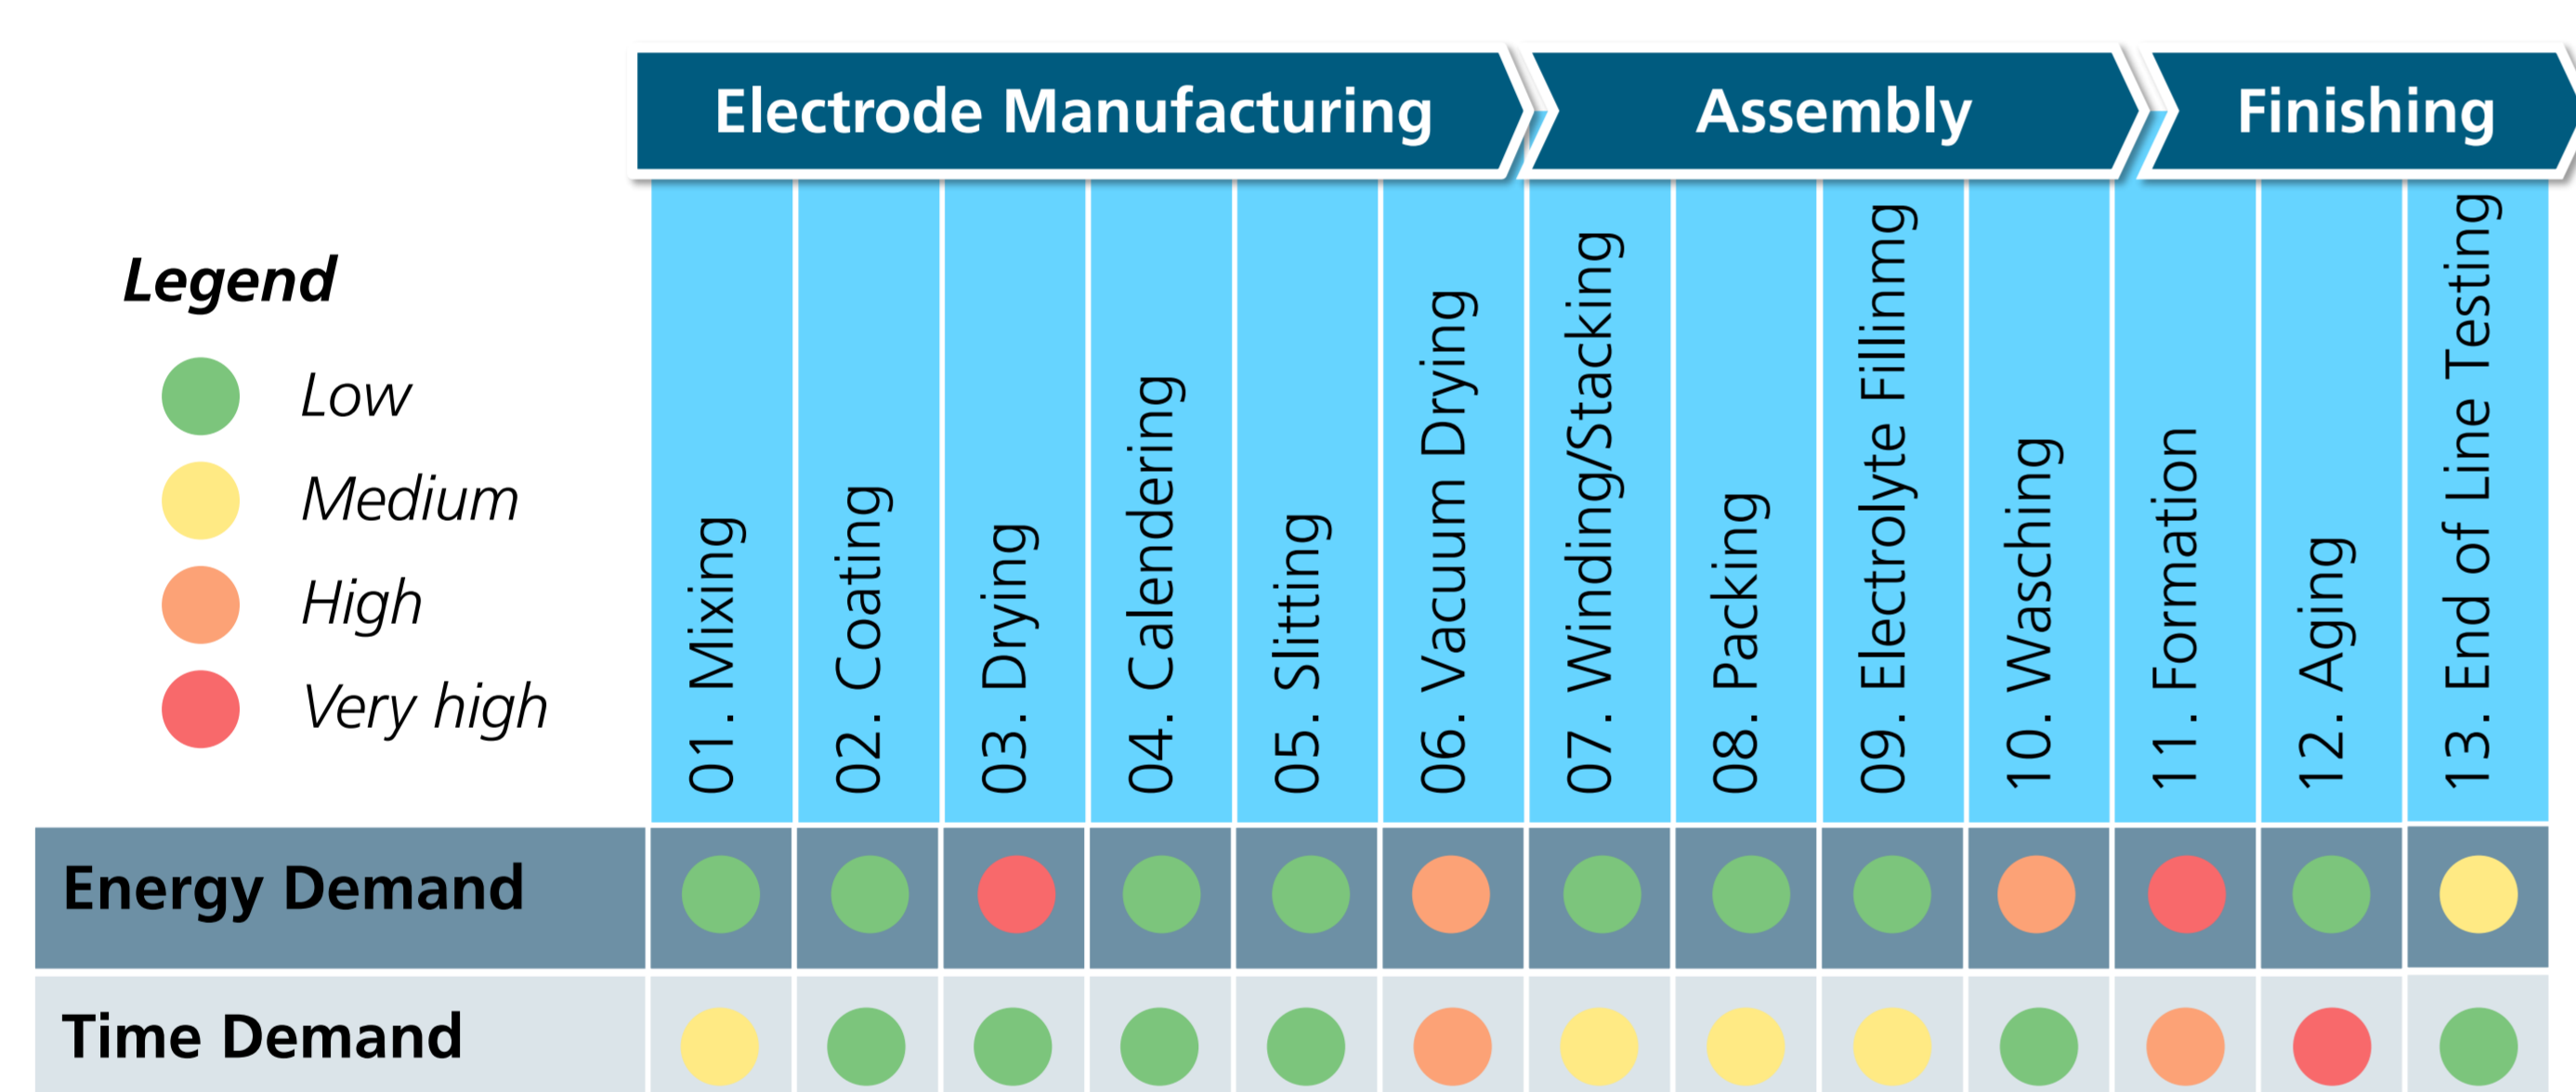 Electrode Manufacturing
Assembly
Finishing
Legend
Low
Medium
High
Very high
01. Mixing
02. Coating
03. Drying
04. Calendering
05. Slitting
06. Vacuum Drying
07. Winding/Stacking
08. Packing
09. Electrolyte Fillinmg
10. Wasching
11. Formation
12. Aging
13. End of Line Testing
Energy Demand
Time Demand